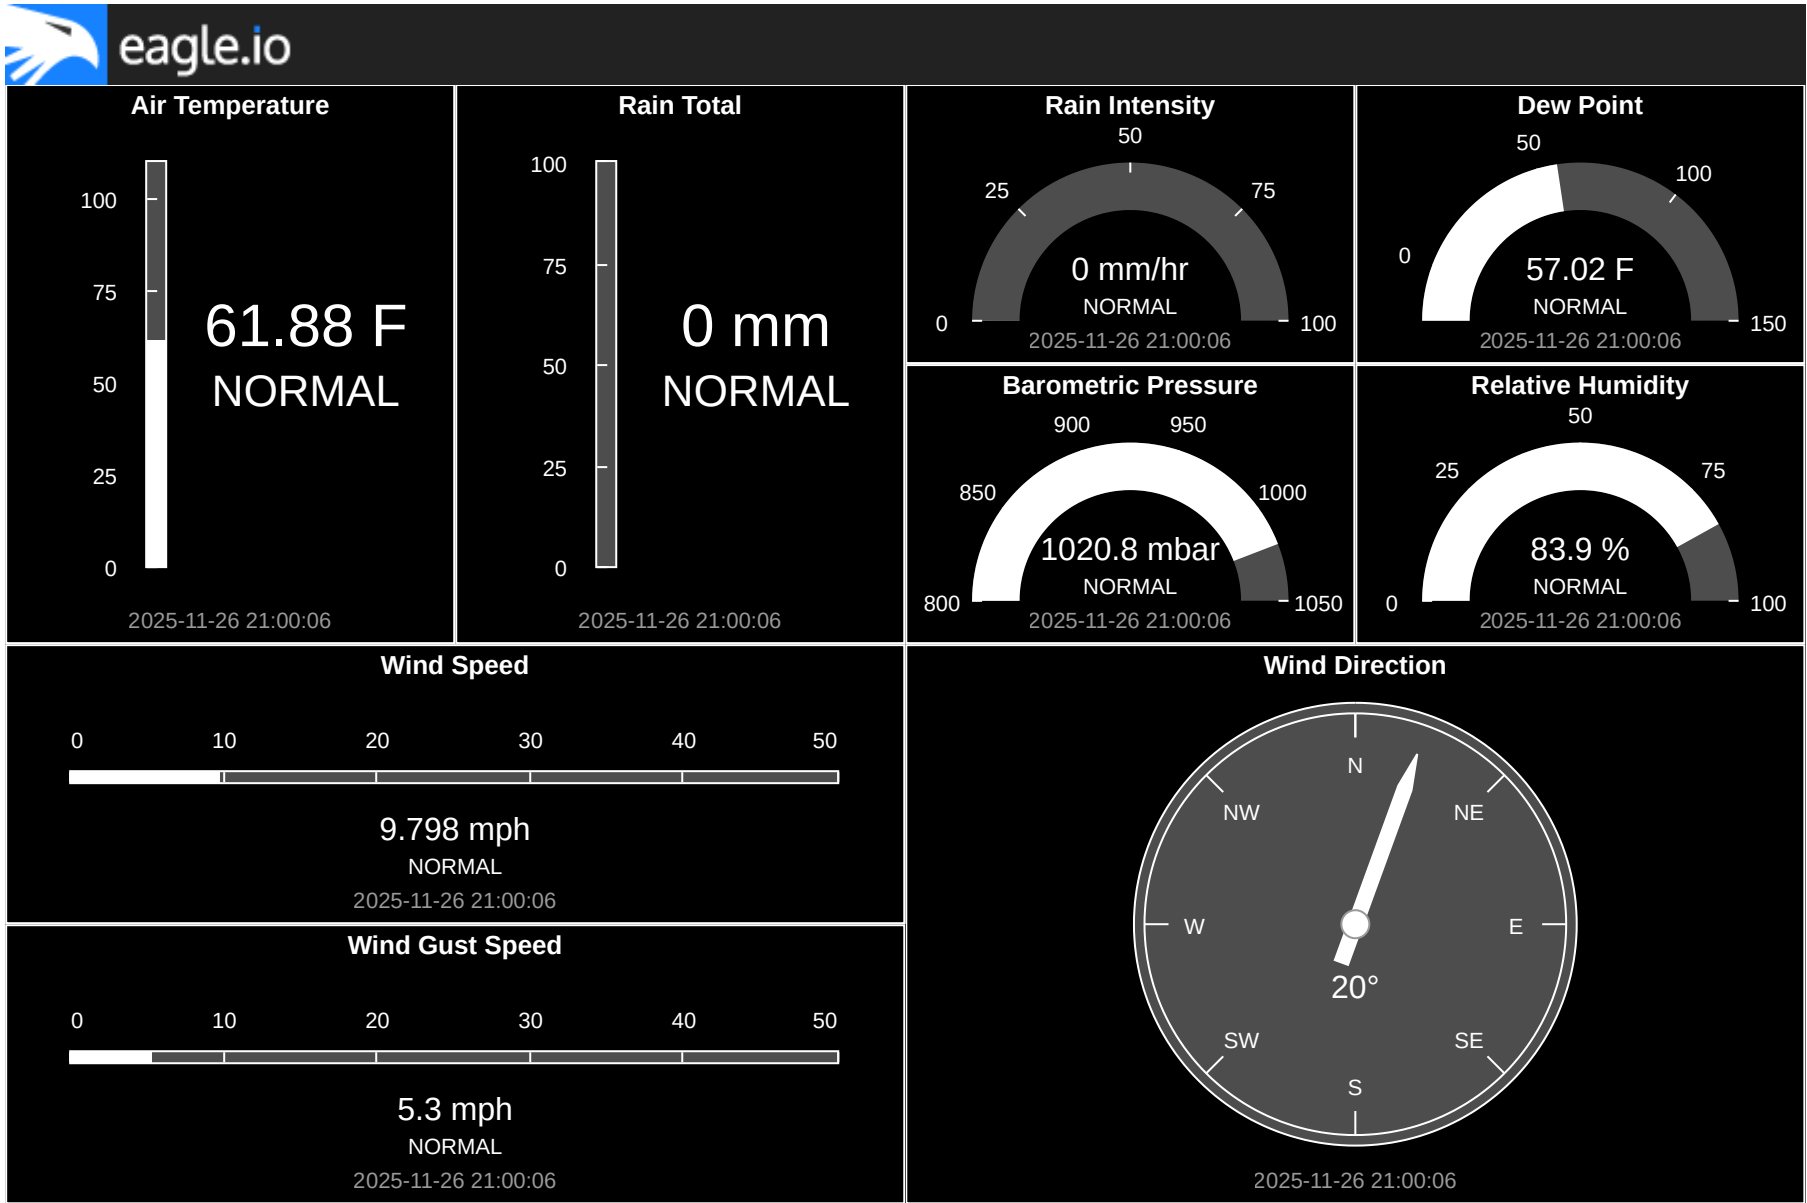 eagle.io
Air Temperature
100
75
50
25
0
61.88 F
NORMAL
2025-11-26 21:00:06
Rain Total
100
75
50
25
0
0 mm
NORMAL
2025-11-26 21:00:06
Rain Intensity
0
25
50
75
100
0 mm/hr
NORMAL
2025-11-26 21:00:06
Dew Point
0
50
100
150
57.02 F
NORMAL
2025-11-26 21:00:06
Barometric Pressure
800
850
900
950
1000
1050
1020.8 mbar
NORMAL
2025-11-26 21:00:06
Relative Humidity
0
25
50
75
100
83.9 %
NORMAL
2025-11-26 21:00:06
Wind Speed
0 10 20 30 40 50
9.798 mph
NORMAL
2025-11-26 21:00:06
Wind Gust Speed
0 10 20 30 40 50
5.3 mph
NORMAL
2025-11-26 21:00:06
Wind Direction
N
NW NE
W E
20°
SW SE
S
2025-11-26 21:00:06